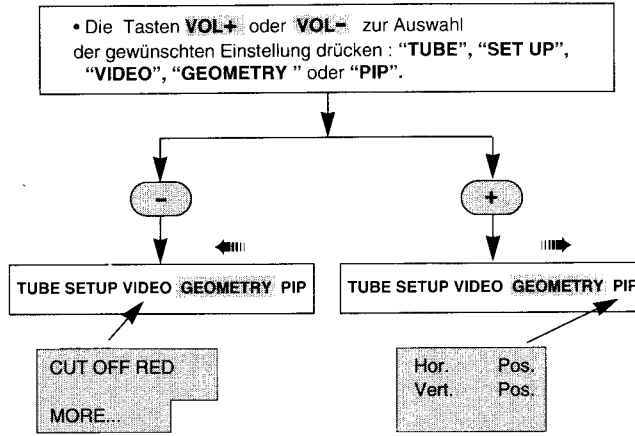 • Die Tasten VOL+ oder VOL- zur Auswahl
der gewünschten Einstellung drücken : “TUBE”, “SET UP”,
“VIDEO”, “GEOMETRY ” oder “PIP”.
-
+
TUBE SETUP VIDEO GEOMETRY PIP
TUBE SETUP VIDEO GEOMETRY PIP
CUT OFF RED
MORE...
Hor. Pos.
Vert. Pos.